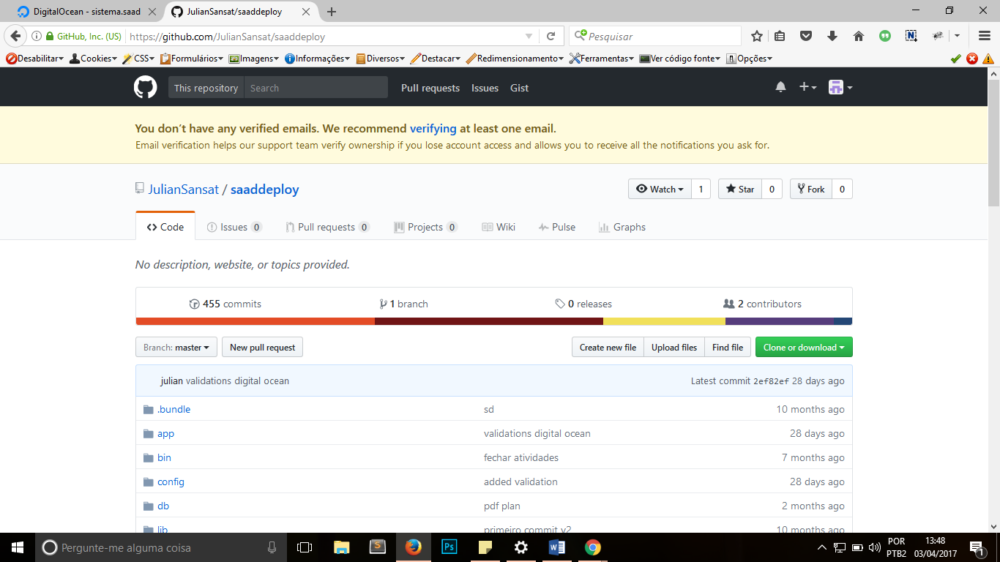 DigitalOcean - sistema.saad
JulianSansat/saaddeploy
GitHub, Inc. (US)
https://github.com/JulianSansat/saaddeploy
Pesquisar
Desabilitar Cookies CSS Formulários Imagens Informações Diversos Destacar Redimensionamento Ferramentas Ver código fonte Opções
This repository Search Pull requests Issues Gist
You don’t have any verified emails. We recommend verifying at least one email.
Email verification helps our support team verify ownership if you lose account access and allows you to receive all the notifications you ask for.
JulianSansat / saaddeploy
Watch 1 Star 0 Fork 0
Code Issues 0 Pull requests 0 Projects 0 Wiki Pulse Graphs
No description, website, or topics provided.
455 commits 1 branch 0 releases 2 contributors
Branch: master New pull request Create new file Upload files Find file Clone or download
julian validations digital ocean Latest commit 2ef82ef 28 days ago
.bundle sd 10 months ago
app validations digital ocean 28 days ago
bin fechar atividades 7 months ago
config added validation 28 days ago
db pdf plan 2 months ago
lib primeiro commit v2 10 months ago
Pergunte-me alguma coisa
S
Ps
W
POR
PTB2
13:48
03/04/2017
1